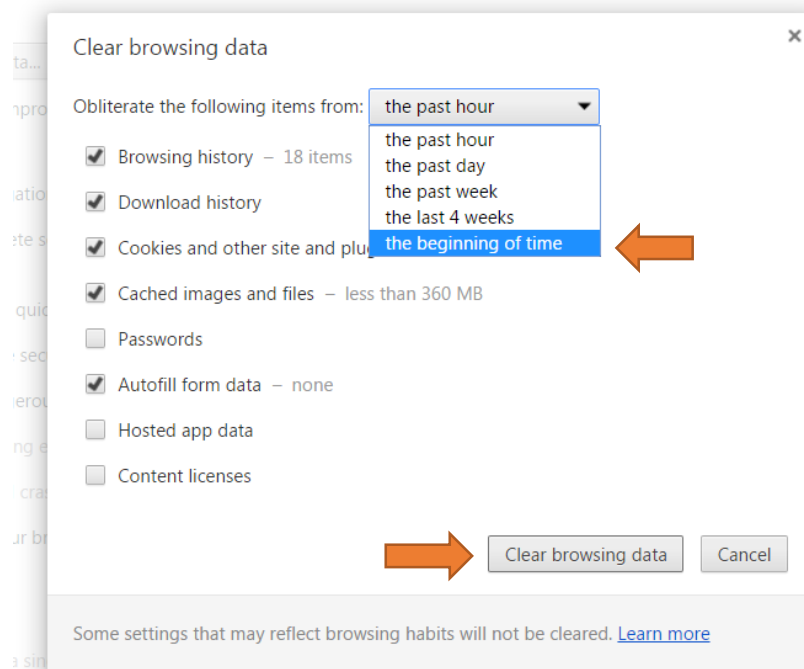 Clear browsing data
×
ta...
Obliterate the following items from: the past hour
the past hour
Browsing history – 18 items
the past day
the past week
Download history
the last 4 weeks
Cookies and other site and plug
the beginning of time
Cached images and files – less than 360 MB
Passwords
Autofill form data – none
Hosted app data
Content licenses
Clear browsing data Cancel
Some settings that may reflect browsing habits will not be cleared. Learn more